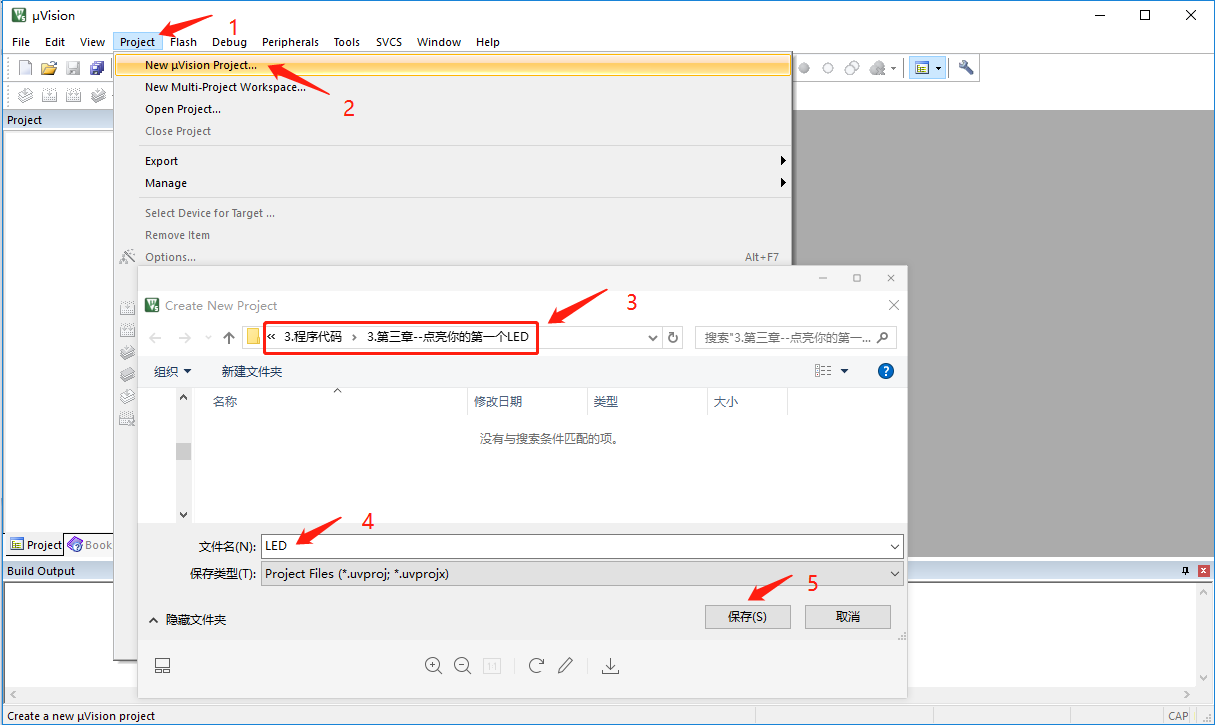 µVision
File Edit View Project Flash Debug Peripherals Tools SVCS Window Help
1
New µVision Project...
2
New Multi-Project Workspace...
Open Project...
Close Project
Export
Manage
Select Device for Target ...
Remove Item
Options... Alt+F7
Project
Create New Project
3
« 3.程序代码 › 3.第三章--点亮你的第一个LED
搜索"3.第三章--点亮你的第一...
组织 新建文件夹
?
名称 修改日期 类型 大小
没有与搜索条件匹配的项。
4
文件名(N): LED
保存类型(T): Project Files (*.uvproj; *.uvprojx)
5
隐藏文件夹 保存(S) 取消
1:1
Project Book
Build Output
Create a new µVision project CAP